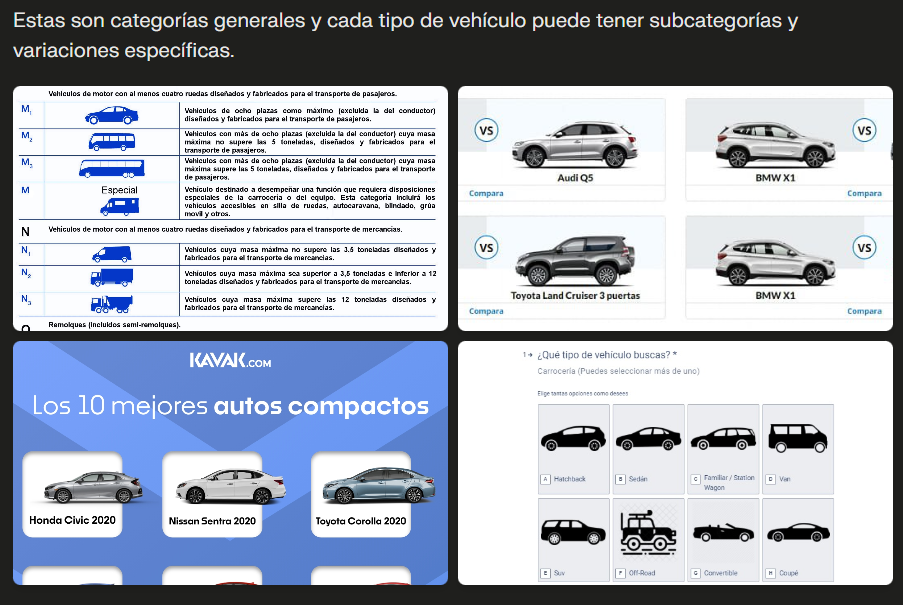 Estas son categorías generales y cada tipo de vehículo puede tener subcategorías y
variaciones específicas.
Vehículos de motor con al menos cuatro ruedas diseñados y fabricados para el transporte de pasajeros.
M1
Vehículos de ocho plazas como máximo (excluida la del conductor)
diseñados y fabricados para el transporte de pasajeros.
M2
Vehículos con más de ocho plazas (excluida la del conductor) cuya masa
máxima no supere las 5 toneladas, diseñados y fabricados para el
transporte de pasajeros.
M3
Vehículos con más de ocho plazas (excluida la del conductor) cuya masa
máxima supere las 5 toneladas, diseñados y fabricados para el transporte
de pasajeros.
M
Especial
Vehículo destinado a desempeñar una función que requiera disposiciones
especiales de la carrocería o del equipo. Esta categoría incluirá los
vehículos accesibles en silla de ruedas, autocaravana, blindado, grúa
movil y otros.
N
Vehículos de motor con al menos cuatro ruedas diseñados y fabricados para el transporte de mercancías.
N1
Vehículos cuya masa máxima no supere las 3.5 toneladas diseñados y
fabricados para el transporte de mercancías.
N2
Vehículos cuya masa máxima sea superior a 3,5 toneladas e inferior a 12
toneladas diseñados y fabricados para el transporte de mercancías.
N3
Vehículos cuya masa máxima supere las 12 toneladas diseñados y
fabricados para el transporte de mercancías.
O
Remolques (incluidos semi-remolques).
VS
Audi Q5
Compara
VS
BMW X1
Compara
VS
Toyota Land Cruiser 3 puertas
Compara
VS
BMW X1
Compara
KAVAK.COM
Los 10 mejores autos compactos
Honda Civic 2020
Nissan Sentra 2020
Toyota Corolla 2020
1➔ ¿Qué tipo de vehículo buscas? *
Carrocería (Puedes seleccionar más de uno)
Elige tantas opciones como desees
A Hatchback
B Sedán
C Familiar / Station
Wagon
D Van
E Suv
F Off-Road
G Convertible
H Coupé